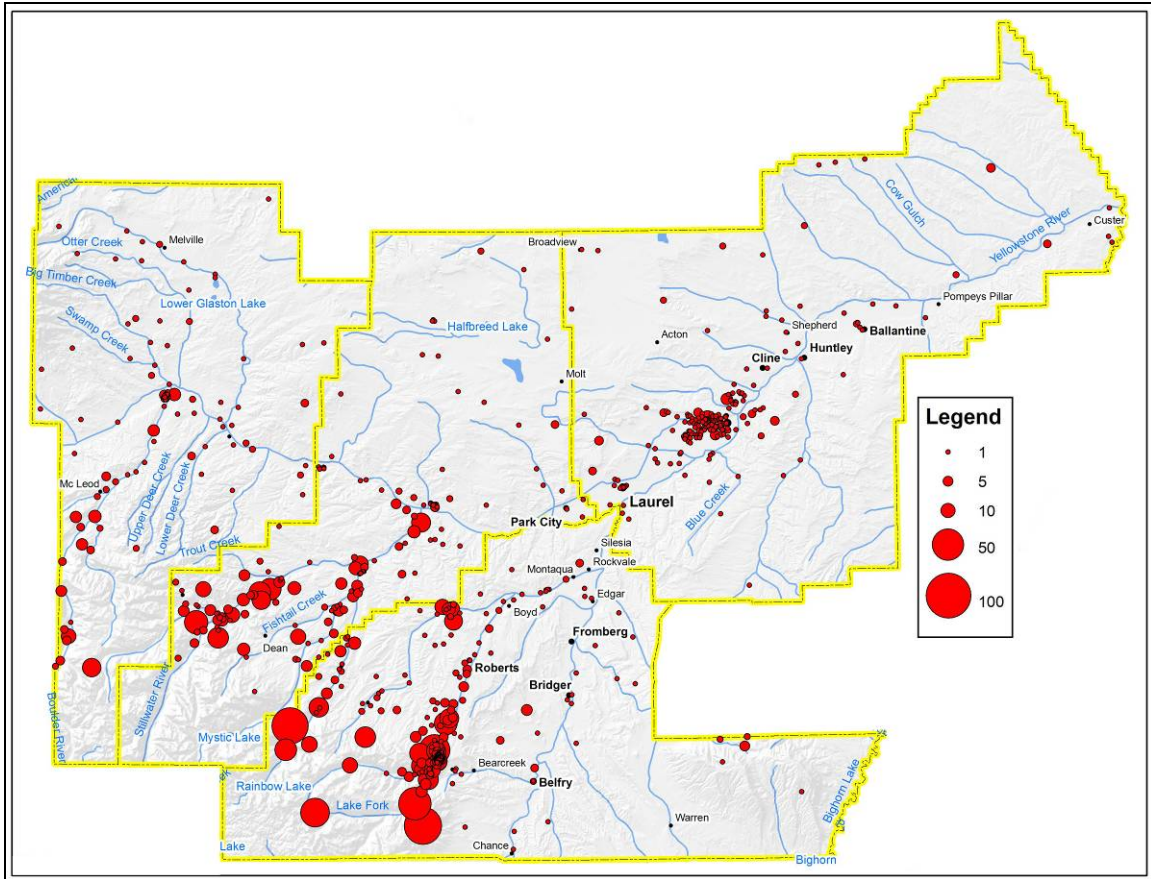 America
Otter Creek
Melville
Big Timber Creek
Lower Glaston Lake
Swamp Creek
Broadview
Halfbreed Lake
Molt
Acton
Shepherd
Cline
Huntley
Ballantine
Pompeys Pillar
Cow Gulch
Yellowstone River
Custer
Mc Leod
Upper Deer Creek
Lower Deer Creek
Trout Creek
Park City
Laurel
Blue Creek
Silesia
Rockvale
Montaqua
Edgar
Boyd
Fishtail Creek
Dean
Fromberg
Roberts
Bridger
Boulder River
Stillwater River
Mystic Lake
Rainbow Lake
Bearcreek
Belfry
Lake Fork
Warren
Bighorn Lake
Lake
Chance
Bighorn
Legend
1
5
10
50
100